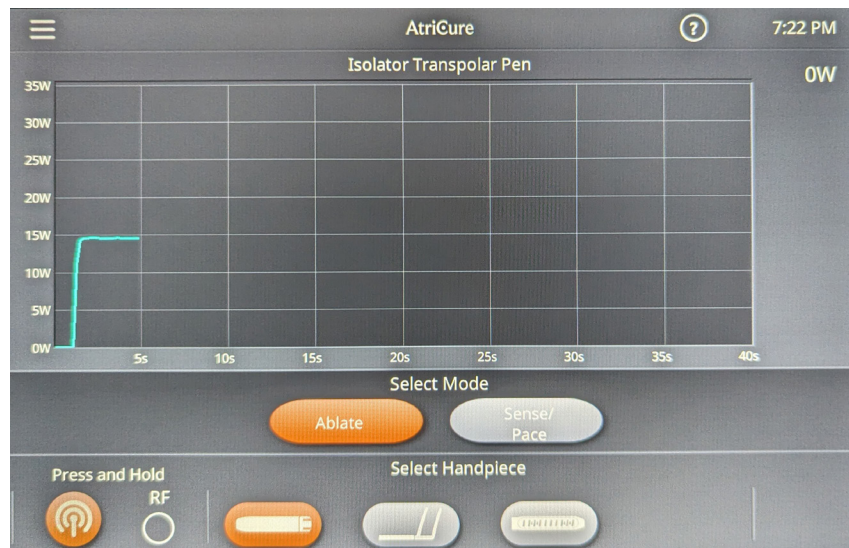 AtriCure
?
7:22 PM
Isolator Transpolar Pen
0W
35W
30W
25W
20W
15W
10W
5W
0W
5s
10s
15s
20s
25s
30s
35s
40s
Select Mode
Ablate
Sense/
Pace
Press and Hold
RF
Select Handpiece